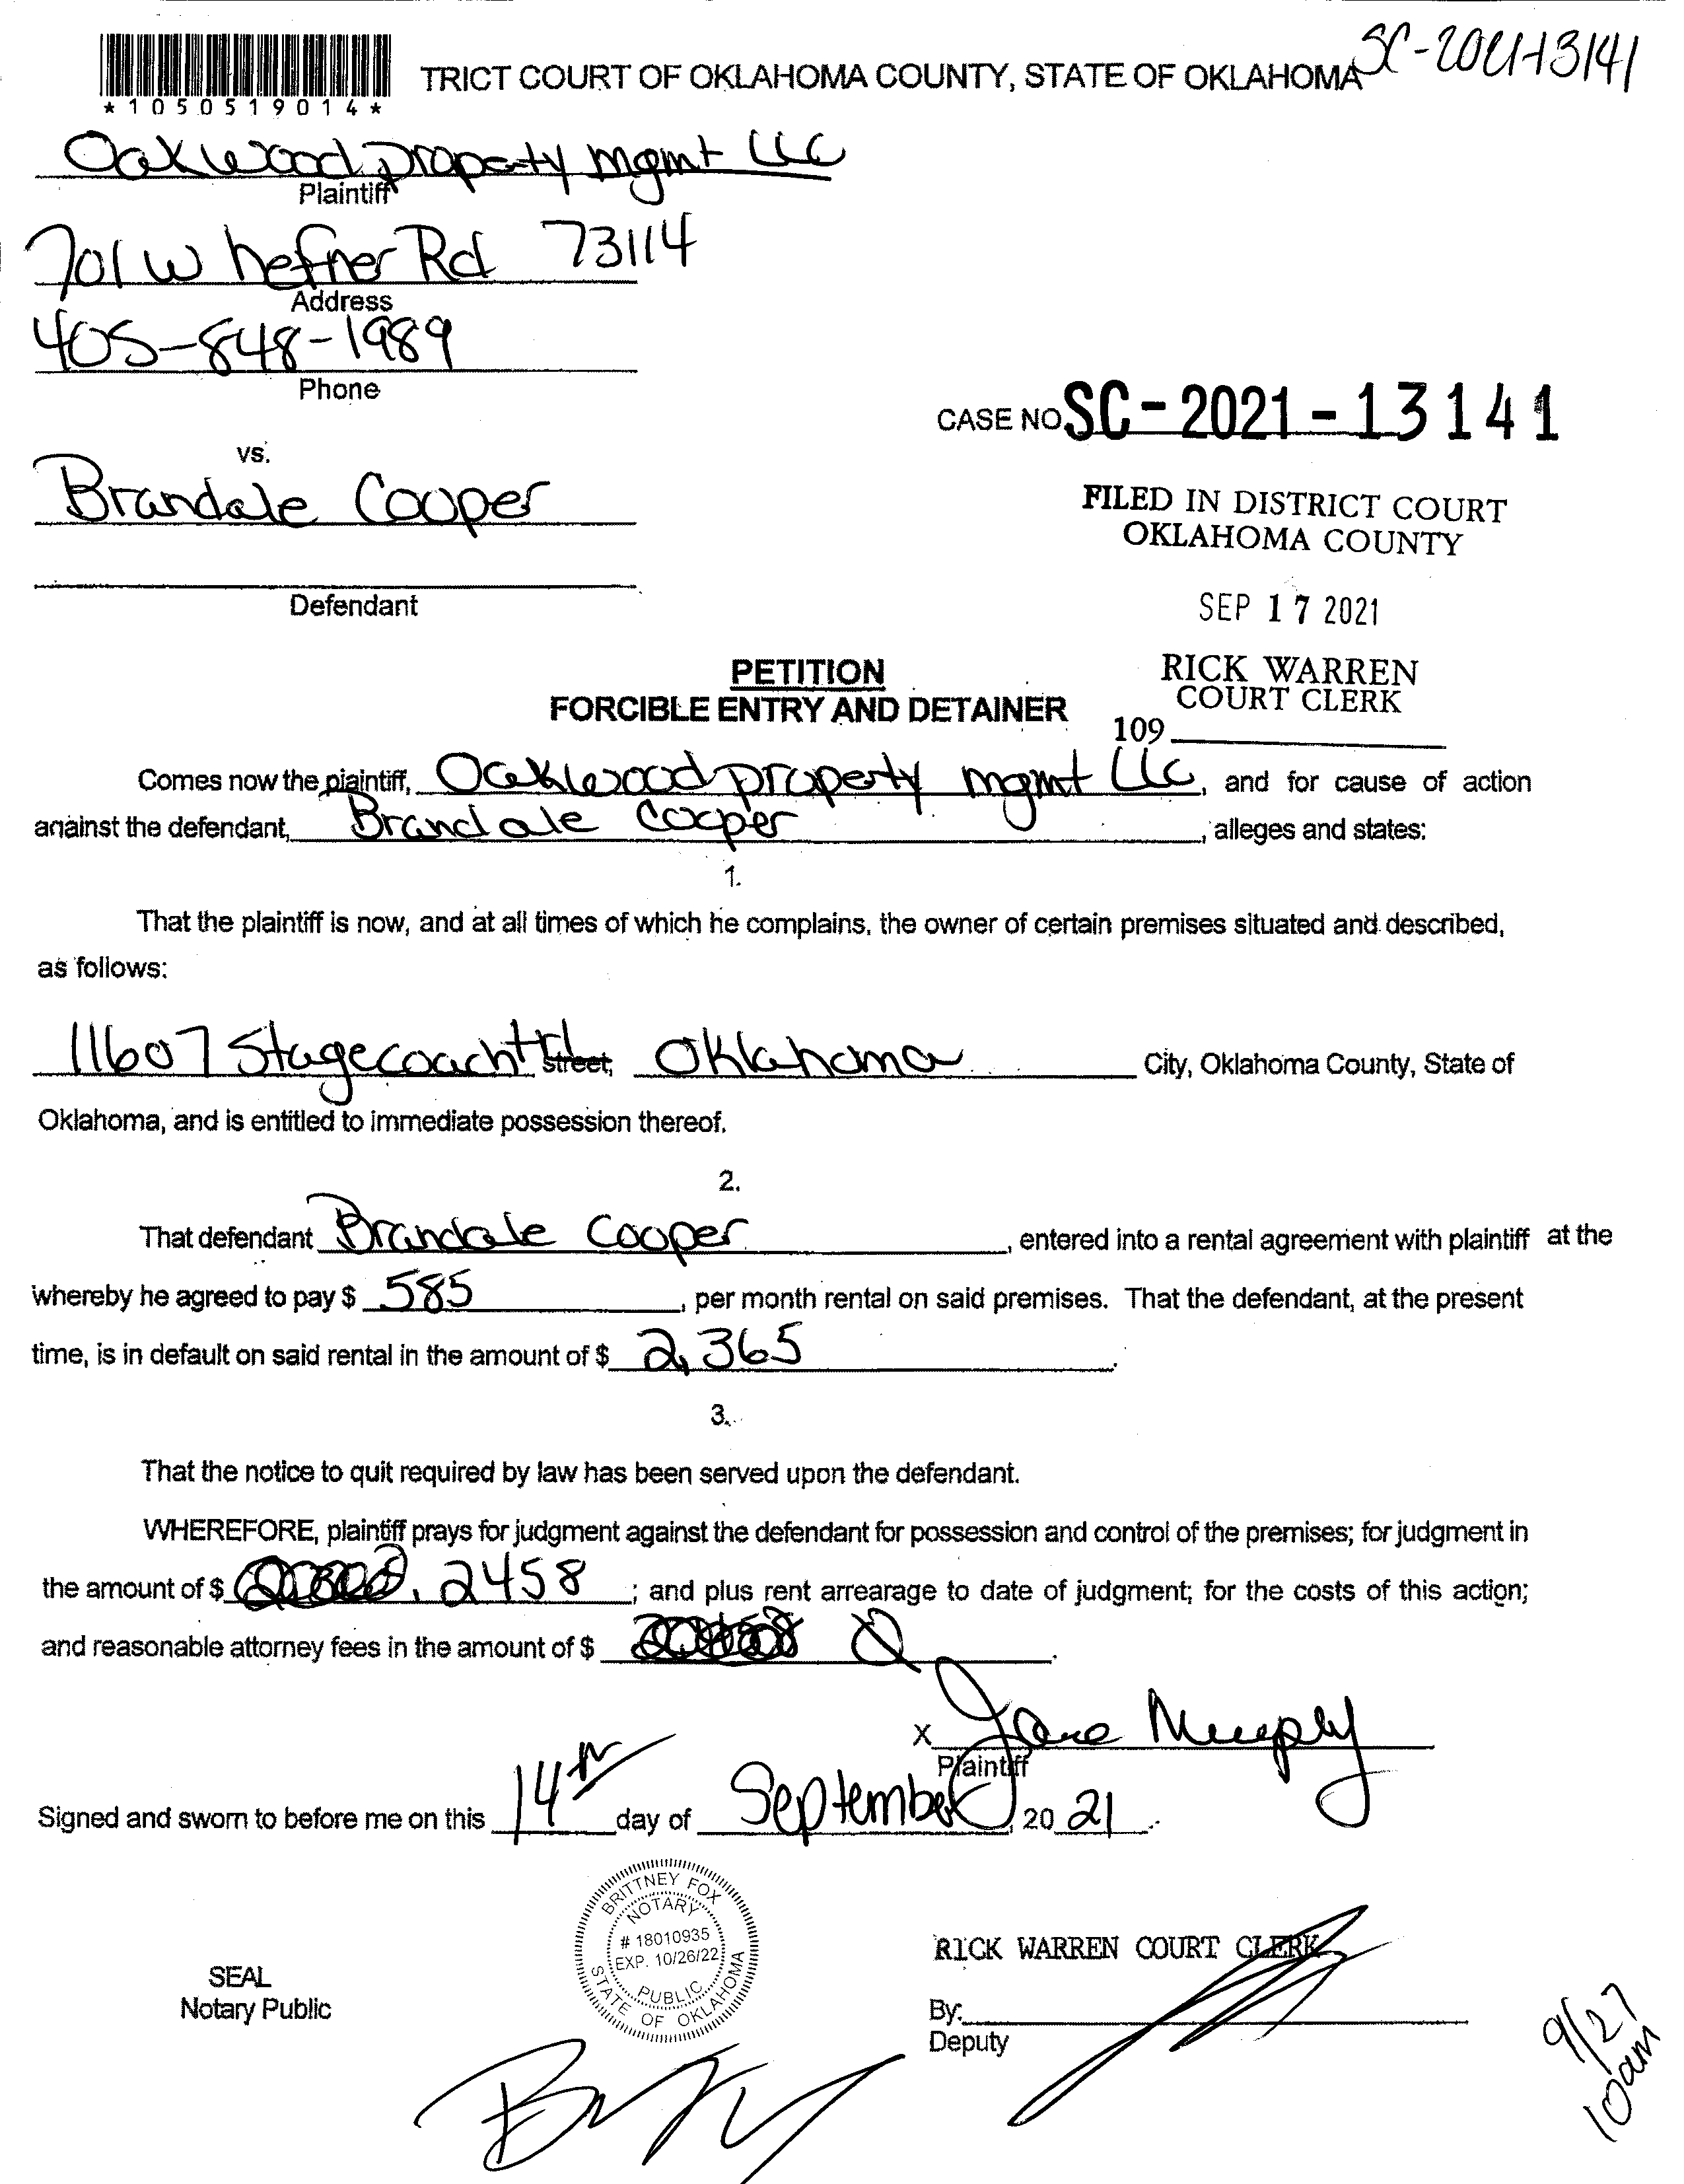 TRICT COURT OF OKLAHOMA COUNTY, STATE OF OKLAHOMA SC-2021-13141
*1050519014*
Oakwood property mgmt LLC
Plaintiff
701 W hefner Rd 73114
Address
405-848-1989
Phone
CASE NO SC-2021-13141
vs.
Brandale Cooper
FILED IN DISTRICT COURT
OKLAHOMA COUNTY
Defendant
SEP 17 2021
PETITION
FORCIBLE ENTRY AND DETAINER
RICK WARREN
COURT CLERK
109
Comes now the plaintiff, Oakwood property mgmt LLC, and for cause of action
against the defendant, Brandale Cooper, alleges and states:
1.
That the plaintiff is now, and at all times of which he complains, the owner of certain premises situated and described,
as follows:
11607 Stagecoach trl street, Oklahoma City, Oklahoma County, State of
Oklahoma, and is entitled to immediate possession thereof.
2.
That defendant Brandale Cooper, entered into a rental agreement with plaintiff at the
whereby he agreed to pay $ 585, per month rental on said premises. That the defendant, at the present
time, is in default on said rental in the amount of $ 2,365.
3.
That the notice to quit required by law has been served upon the defendant.
WHEREFORE, plaintiff prays for judgment against the defendant for possession and control of the premises; for judgment in
the amount of $ 2458; and plus rent arrearage to date of judgment; for the costs of this action;
and reasonable attorney fees in the amount of $ 0.
X Jane Murphy
Plaintiff
Signed and sworn to before me on this 14th day of September, 20 21.
BRITTNEY FOX
NOTARY
# 18010935
EXP. 10/26/22
PUBLIC
STATE OF OKLAHOMA
RICK WARREN COURT CLERK
SEAL
Notary Public
By:
Deputy
9/27
10am